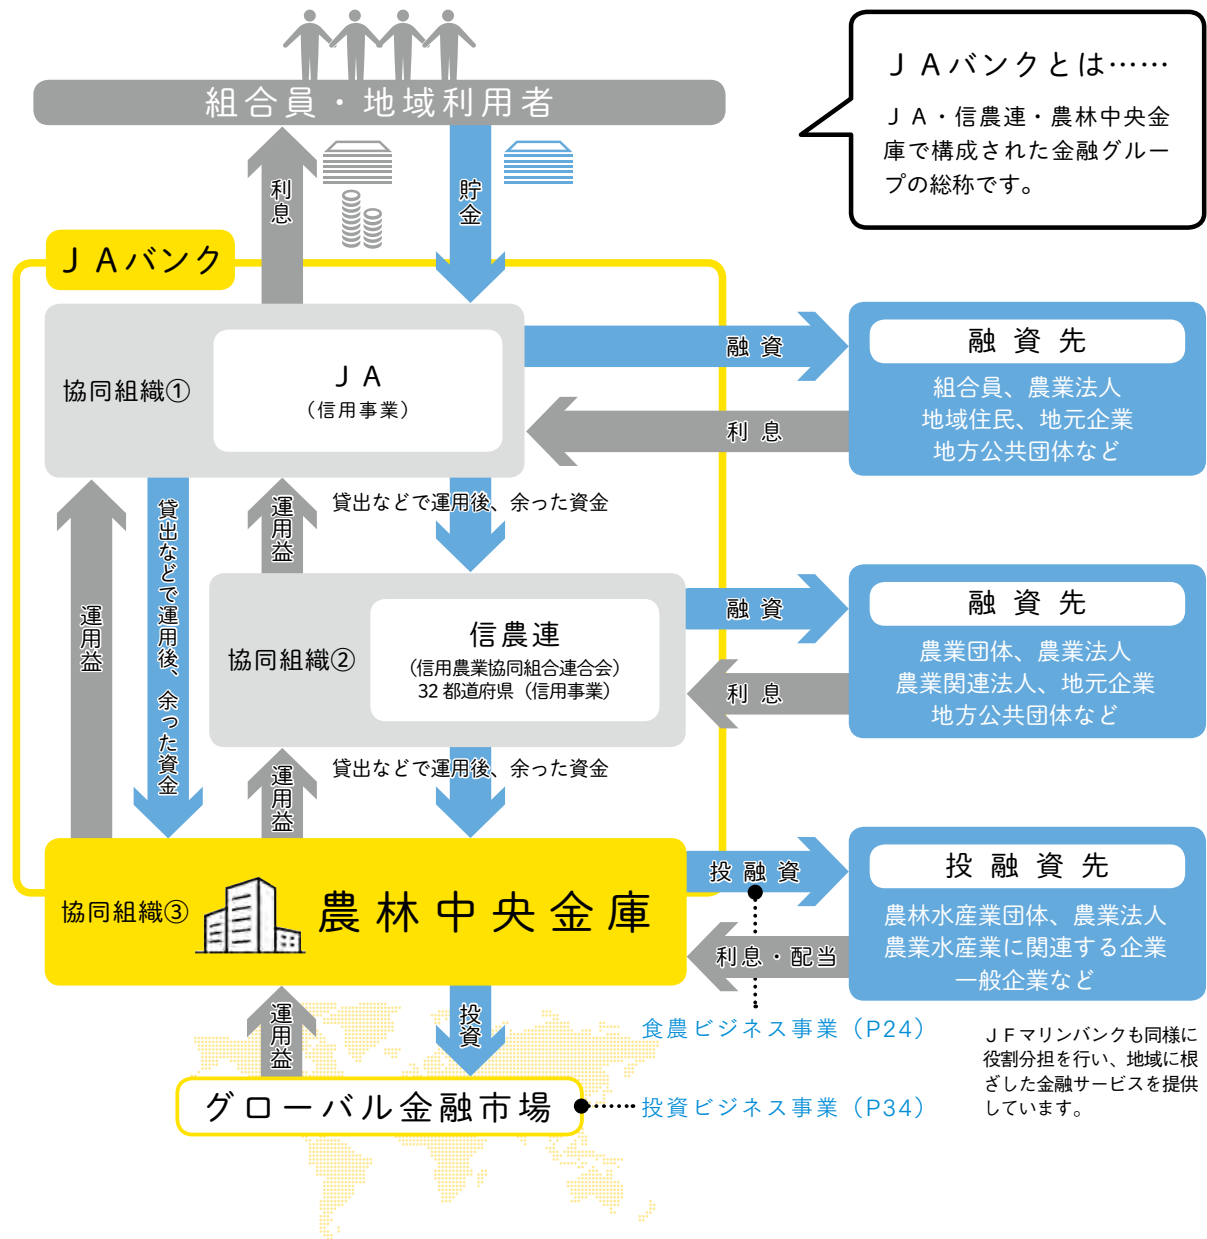 組合員・地域利用者
ＪＡバンクとは……
ＪＡ・信農連・農林中央金
庫で構成された金融グルー
プの総称です。
利息
貯金
ＪＡバンク
協同組織①
ＪＡ
（信用事業）
融資
利息
融資先
組合員、農業法人
地域住民、地元企業
地方公共団体など
運用益
貸出などで運用後、余った資金
運用益
貸出などで運用後、余った資金
協同組織②
信農連
（信用農業協同組合連合会）
32 都道府県（信用事業）
融資
利息
融資先
農業団体、農業法人
農業関連法人、地元企業
地方公共団体など
運用益
貸出などで運用後、余った資金
協同組織③
農林中央金庫
投融資
利息・配当
投融資先
農林水産業団体、農業法人
農業水産業に関連する企業
一般企業など
運用益
投資
食農ビジネス事業（P24）
グローバル金融市場
投資ビジネス事業（P34）
ＪＦマリンバンクも同様に
役割分担を行い、地域に根
ざした金融サービスを提供
しています。